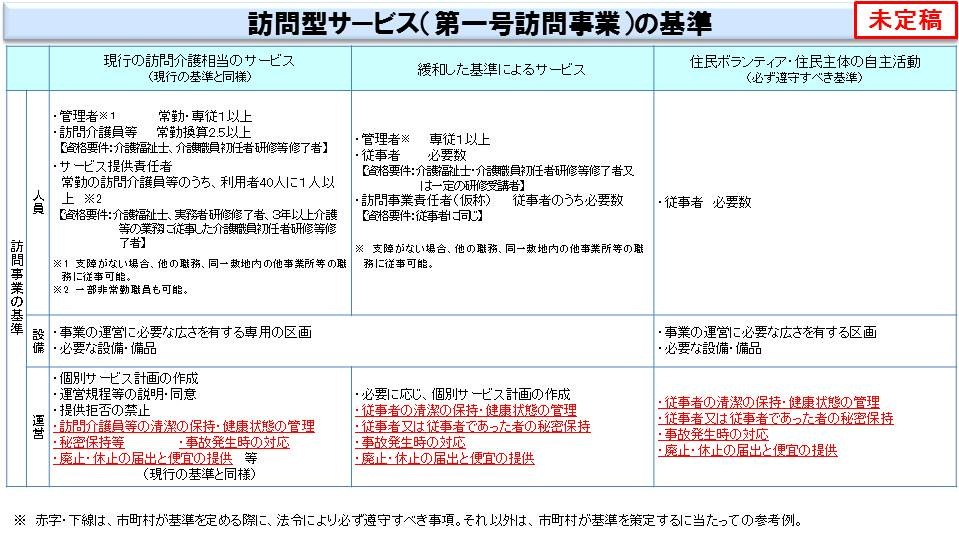 訪問型サービス(第一号訪問事業)の基準
未定稿
現行の訪問介護相当のサービス
(現行の基準と同様)
緩和した基準によるサービス
住民ボランティア・住民主体の自主活動
(必ず遵守すべき基準)
訪問事業の基準
人員
・管理者※1 常勤・専従1以上
・訪問介護員等 常勤換算2.5以上
【資格要件:介護福祉士、介護職員初任者研修等修了者】
・サービス提供責任者
常勤の訪問介護員等のうち、利用者40人に1人以
上 ※2
【資格要件:介護福祉士、実務者研修修了者、3年以上介護
等の業務に従事した介護職員初任者研修等修
了者】
※1 支障がない場合、他の職務、同一敷地内の他事業所等の職
務に従事可能。
※2 一部非常勤職員も可能。
・管理者※ 専従1以上
・従事者 必要数
【資格要件:介護福祉士・介護職員初任者研修等修了者又
は一定の研修受講者】
・訪問事業責任者(仮称) 従事者のうち必要数
【資格要件:従事者に同じ】
※ 支障がない場合、他の職務、同一敷地内の他事業所等の職
務に従事可能。
・従事者 必要数
設備
・事業の運営に必要な広さを有する専用の区画
・必要な設備・備品
・事業の運営に必要な広さを有する区画
・必要な設備・備品
運営
・個別サービス計画の作成
・運営規程等の説明・同意
・提供拒否の禁止
・訪問介護員等の清潔の保持・健康状態の管理
・秘密保持等 ・事故発生時の対応
・廃止・休止の届出と便宜の提供 等
(現行の基準と同様)
・必要に応じ、個別サービス計画の作成
・従事者の清潔の保持・健康状態の管理
・従事者又は従事者であった者の秘密保持
・事故発生時の対応
・廃止・休止の届出と便宜の提供
・従事者の清潔の保持・健康状態の管理
・従事者又は従事者であった者の秘密保持
・事故発生時の対応
・廃止・休止の届出と便宜の提供
※ 赤字・下線は、市町村が基準を定める際に、法令により必ず遵守すべき事項。それ以外は、市町村が基準を策定するに当たっての参考例。